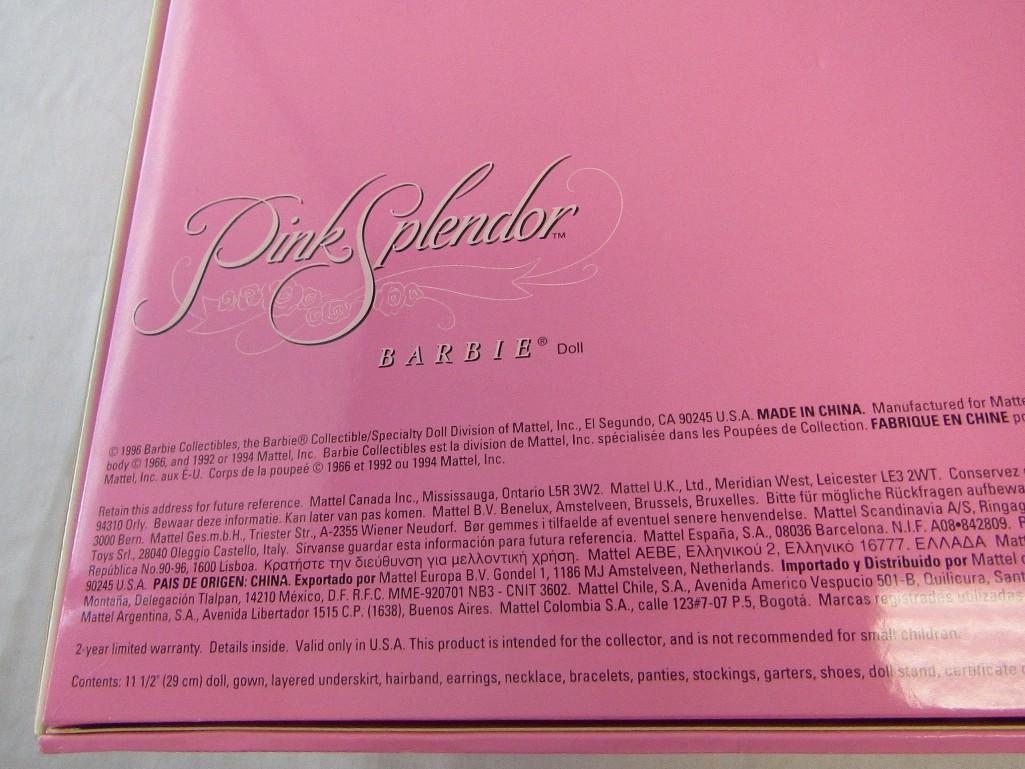 Pink Splendor™
BARBIE® Doll
© 1996 Barbie Collectibles, the Barbie® Collectible/Specialty Doll Division of Mattel, Inc., El Segundo, CA 90245 U.S.A. MADE IN CHINA. Manufactured for Matte
body © 1966, and 1992 or 1994 Mattel, Inc. Barbie Collectibles est la division de Mattel, Inc. spécialisée dans les Poupées de Collection. FABRIQUE EN CHINE po
Mattel, Inc. aux É-U. Corps de la poupeé © 1966 et 1992 ou 1994 Mattel, Inc.
Retain this address for future reference. Mattel Canada Inc., Mississauga, Ontario L5R 3W2. Mattel U.K., Ltd., Meridian West, Leicester LE3 2WT. Conservez
94310 Orly. Bewaar deze informatie. Kan later van pas komen. Mattel B.V. Benelux, Amstelveen, Brussels, Bruxelles. Bitte für mögliche Rückfragen aufbewa
3000 Bern. Mattel Ges.m.b.H., Triester Str., A-2355 Wiener Neudorf. Bør gemmes i tilfaelde af eventuel senere henvendelse. Mattel Scandinavia A/S, Ringag
Toys Srl., 28040 Oleggio Castello, Italy. Sírvanse guardar esta información para futura referencia. Mattel España, S.A., 08036 Barcelona. N.I.F. A08•842809. R
República No.90-96, 1600 Lisboa. Κρατήστε την διεύθυνση για μελλοντική χρήση. Mattel AEBE, Ελληνικού 2, Ελληνικό 16777. ΕΛΛΑΔΑ Matt
90245 U.S.A. PAIS DE ORIGEN: CHINA. Exportado por Mattel Europa B.V. Gondel 1, 1186 MJ Amstelveen, Netherlands. Importado y Distribuido por Mattel
Montaña, Delegación Tlalpan, 14210 México, D.F. R.F.C. MME-920701 NB3 - CNIT 3602. Mattel Chile, S.A., Avenida Americo Vespucio 501-B, Quilicura, Sant
Mattel Argentina, S.A., Avenida Libertador 1515 C.P. (1638), Buenos Aires. Mattel Colombia S.A., calle 123#7-07 P.5, Bogotá. Marcas registradas utilizadas
2-year limited warranty. Details inside. Valid only in U.S.A. This product is intended for the collector, and is not recommended for small children.
Contents: 11 1/2" (29 cm) doll, gown, layered underskirt, hairband, earrings, necklace, bracelets, panties, stockings, garters, shoes, doll stand, certificate